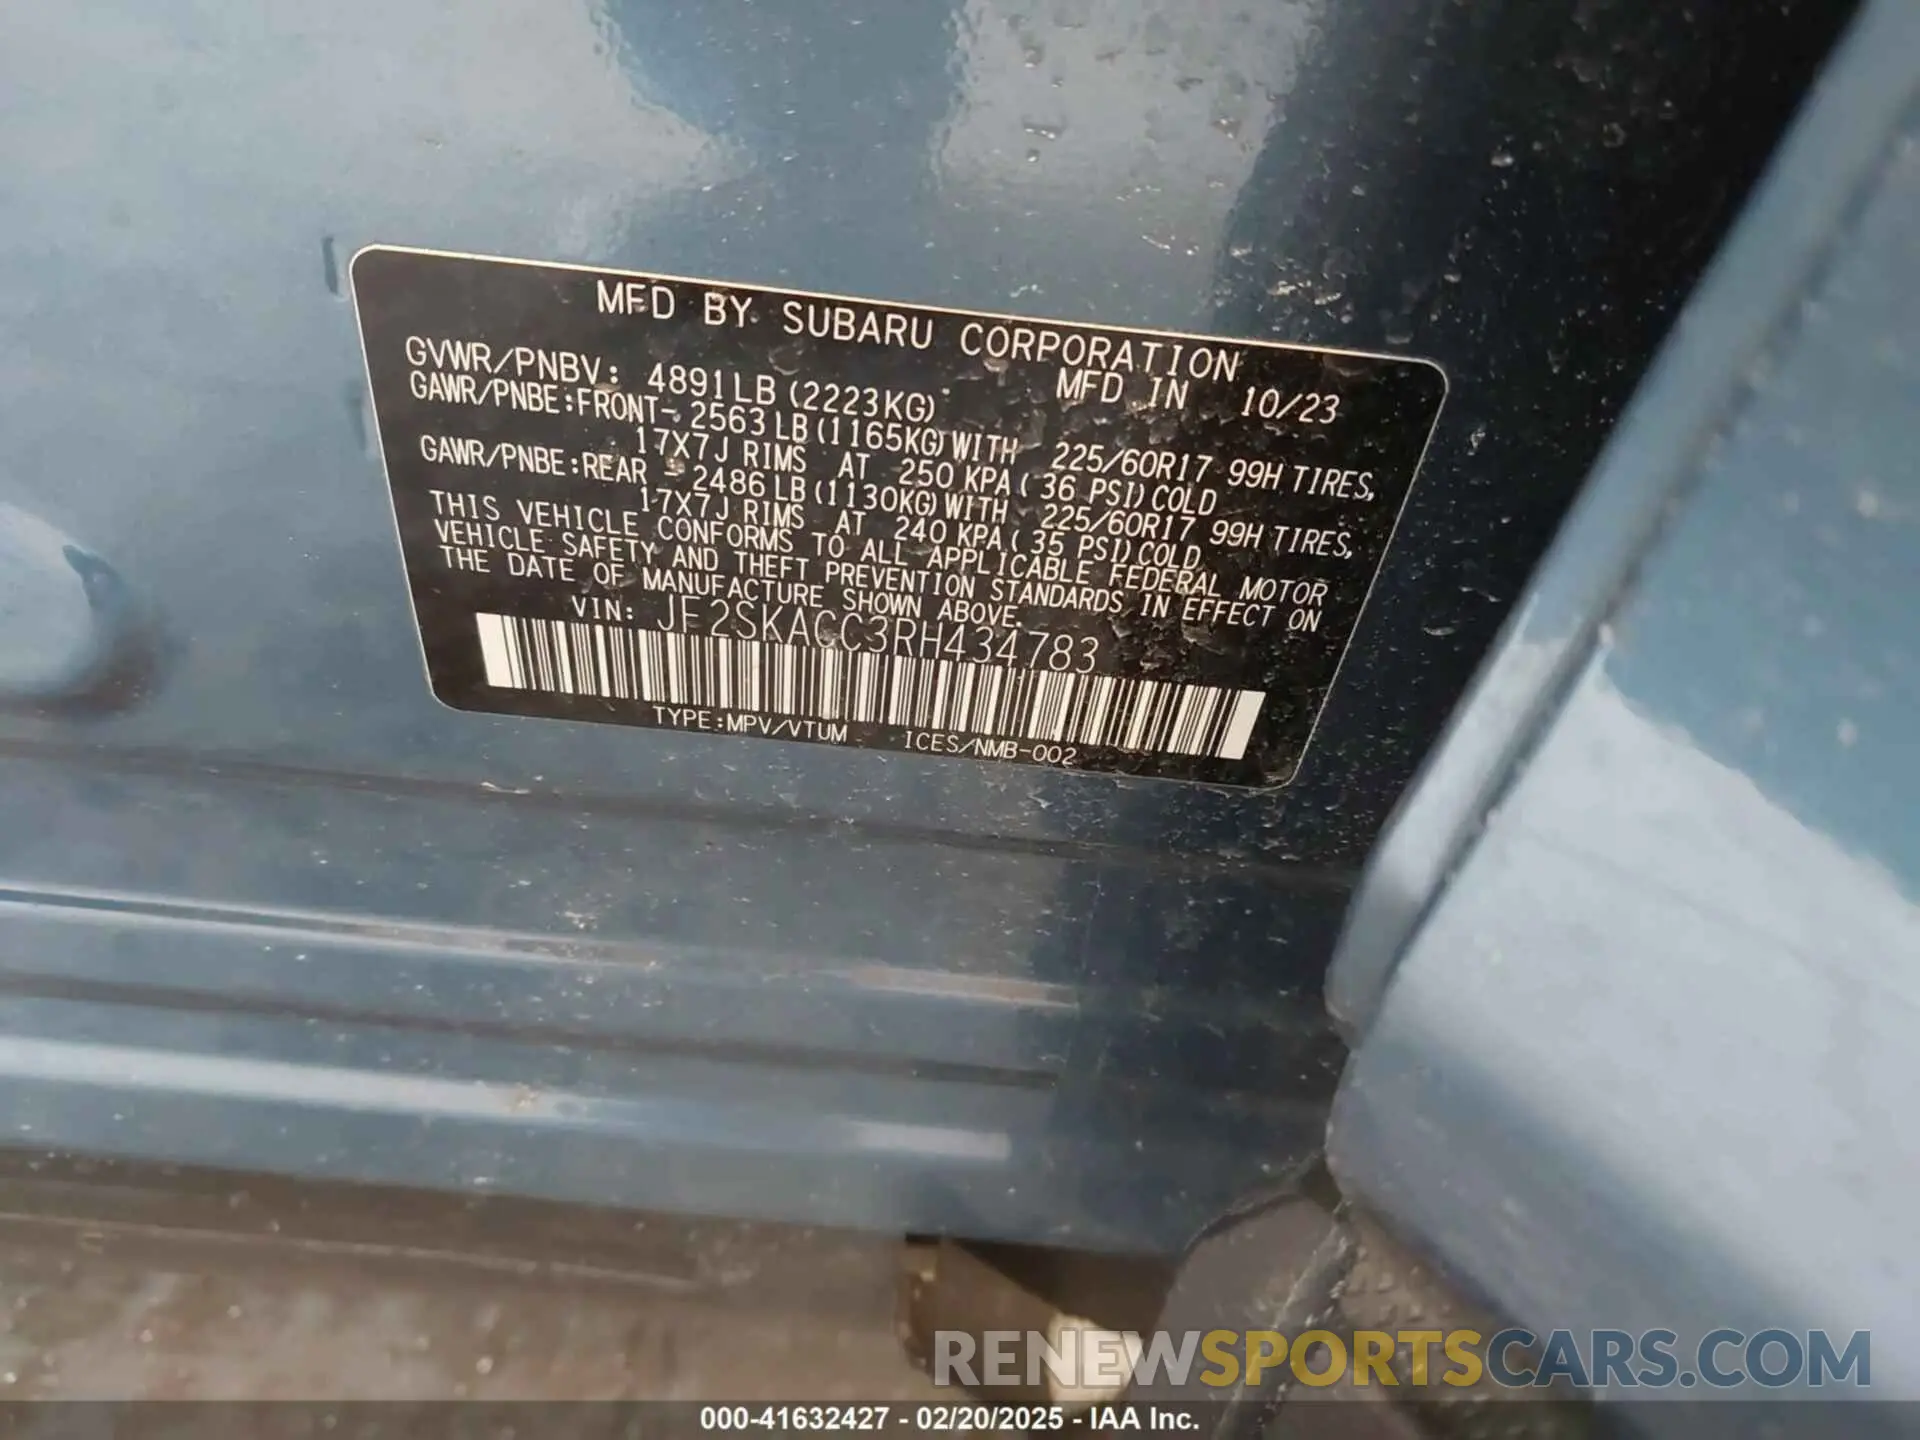 MFD BY SUBARU CORPORATION
GVWR/PNBV: 4891LB (2223KG) MFD IN 10/23
GAWR/PNBE:FRONT- 2563LB(1165KG)WITH 225/60R17 99H TIRES,
17X7J RIMS AT 250 KPA( 36 PSI)COLD
GAWR/PNBE:REAR - 2486LB(1130KG)WITH 225/60R17 99H TIRES,
17X7J RIMS AT 240 KPA( 35 PSI)COLD
THIS VEHICLE CONFORMS TO ALL APPLICABLE FEDERAL MOTOR
VEHICLE SAFETY AND THEFT PREVENTION STANDARDS IN EFFECT ON
THE DATE OF MANUFACTURE SHOWN ABOVE.
VIN: JF2SKACC3RH434783
TYPE:MPV/VTUM ICES/NMB-002
RENEWSPORTSCARS.COM
000-41632427 - 02/20/2025 - IAA Inc.